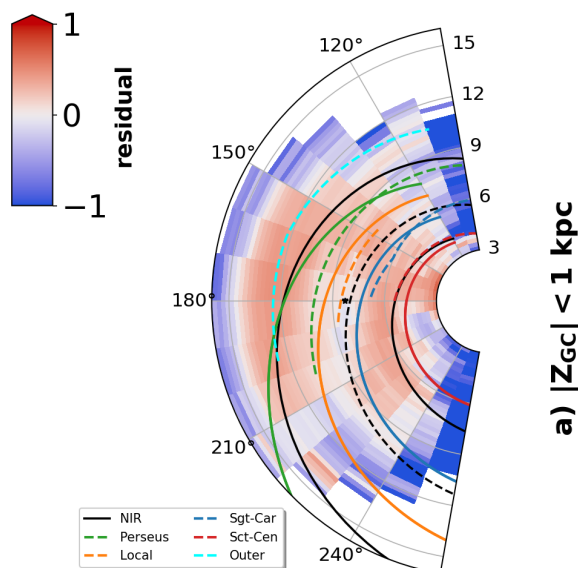 1
0
−1
residual
120°
150°
180°
210°
240°
15
12
9
6
3
a) |Z_GC| < 1 kpc
NIR
Perseus
Local
Sgt-Car
Sct-Cen
Outer